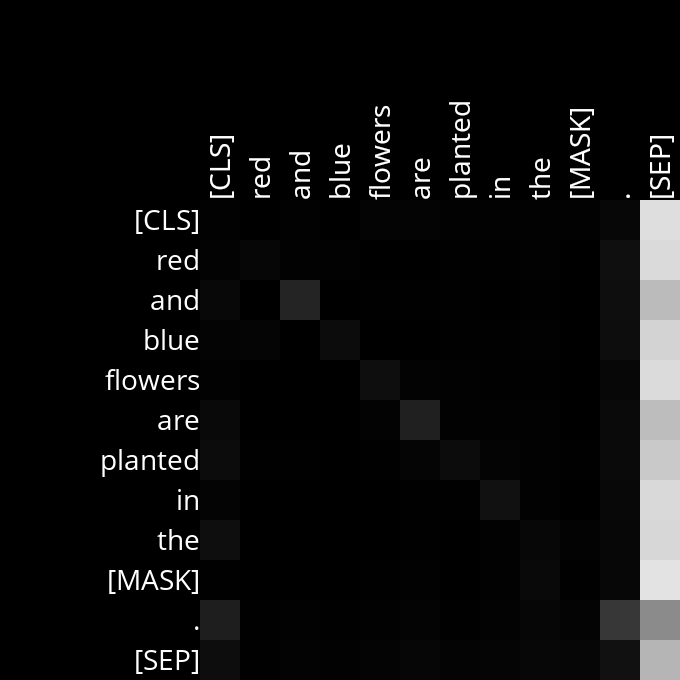 [CLS] red and blue flowers are planted in the [MASK] . [SEP]
[CLS]
red
and
blue
flowers
are
planted
in
the
[MASK]
.
[SEP]